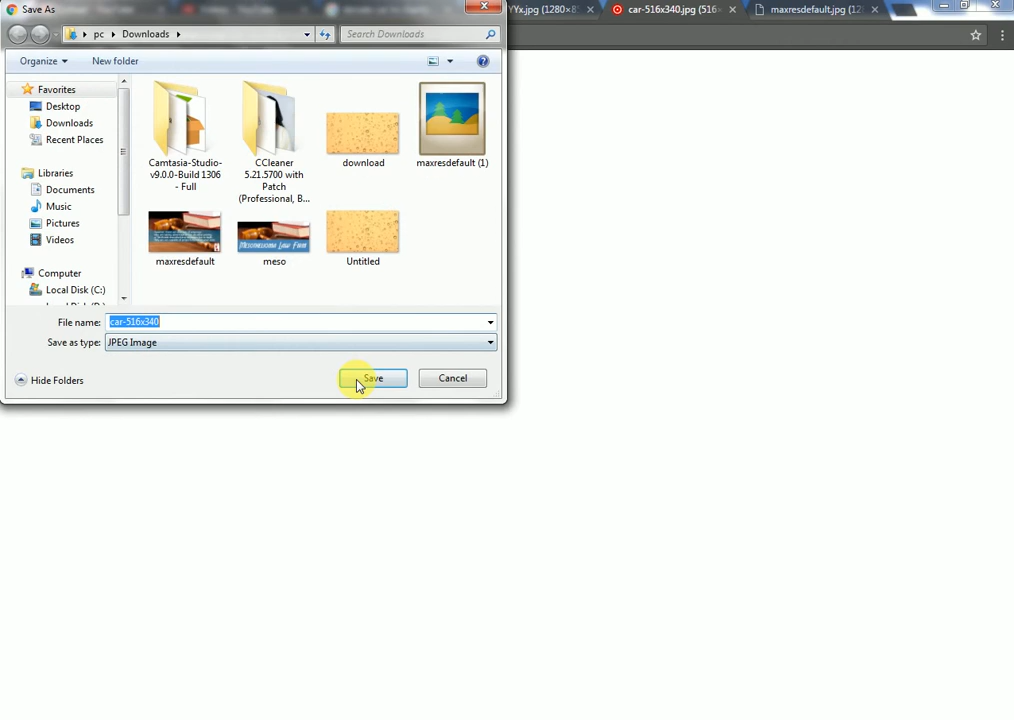 Save As
YYx.jpg (1280×8
car-516x340.jpg (516×
maxresdefault.jpg (12
pc Downloads
Search Downloads
Organize
New folder
Favorites
Desktop
Downloads
Recent Places
Libraries
Documents
Music
Pictures
Videos
Computer
Local Disk (C:)
Camtasia-Studio-
v9.0.0-Build 1306
- Full
CCleaner
5.21.5700 with
Patch
(Professional, B...
download
maxresdefault (1)
maxresdefault
meso
Untitled
File name: car-516x340
Save as type: JPEG Image
Hide Folders
Save
Cancel